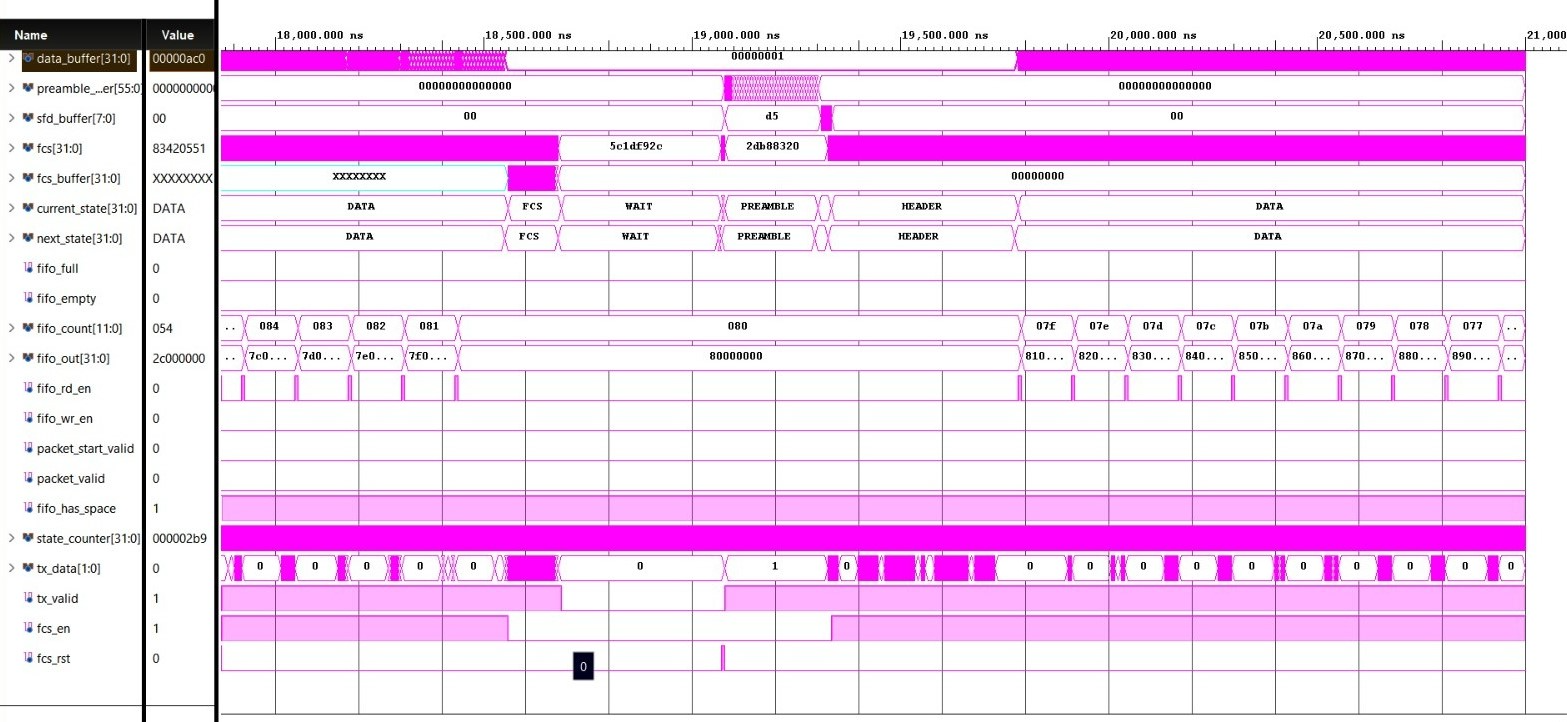 18,000.000 ns 18,500.000 ns 19,000.000 ns 19,500.000 ns 20,000.000 ns 20,500.000 ns 21,000
Name Value
data_buffer[31:0] 00000ac0 00000001
preamble_...er[55:0] 0000000000 00000000000000 00000000000000
sfd_buffer[7:0] 00 00 d5 00
fcs[31:0] 83420551 5c1df92c 2db88320
fcs_buffer[31:0] XXXXXXXX XXXXXXXX 00000000
current_state[31:0] DATA DATA FCS WAIT PREAMBLE HEADER DATA
next_state[31:0] DATA DATA FCS WAIT PREAMBLE HEADER DATA
fifo_full 0
fifo_empty 0
fifo_count[11:0] 054 .. 084 083 082 081 080 07f 07e 07d 07c 07b 07a 079 078 077 ..
fifo_out[31:0] 2c000000 .. 7c0... 7d0... 7e0... 7f0... 80000000 810... 820... 830... 840... 850... 860... 870... 880... 890... ..
fifo_rd_en 0
fifo_wr_en 0
packet_start_valid 0
packet_valid 0
fifo_has_space 1
state_counter[31:0] 000002b9
tx_data[1:0] 0 0 0 0 0 0 0 1 0 0 0 0 0 0 0 0 0 0 0
tx_valid 1
fcs_en 1
fcs_rst 0 0